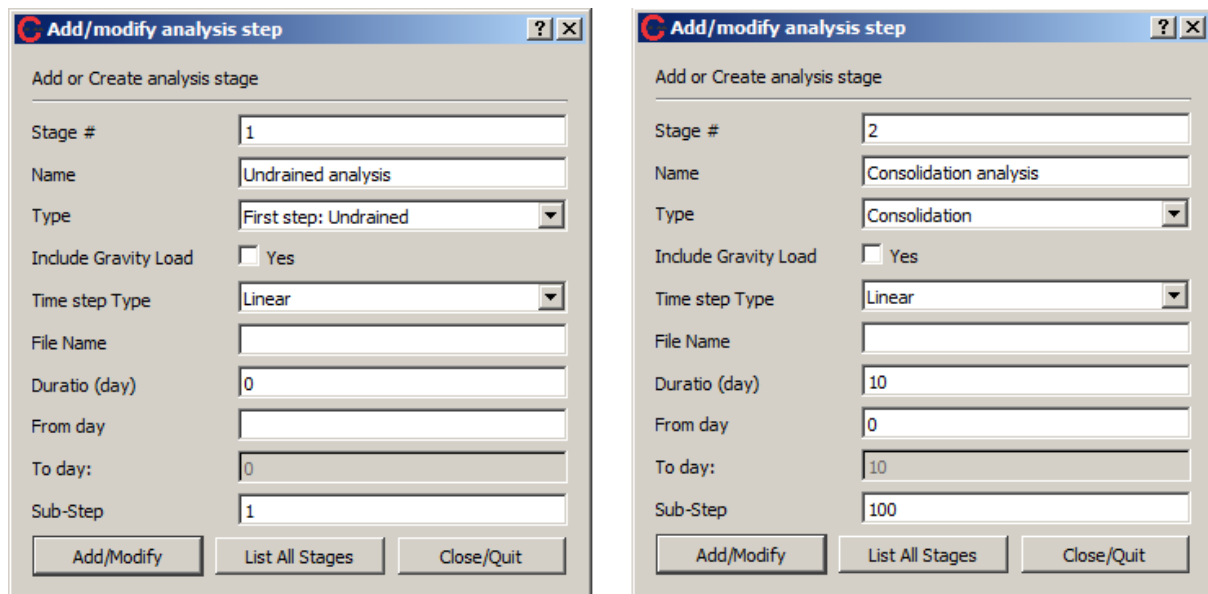 Add/modify analysis step ?
Add or Create analysis stage
Stage # 1
Name Undrained analysis
Type First step: Undrained
Include Gravity Load Yes
Time step Type Linear
File Name
Duratio (day) 0
From day
To day: 0
Sub-Step 1
Add/Modify List All Stages Close/Quit
Add/modify analysis step ?
Add or Create analysis stage
Stage # 2
Name Consolidation analysis
Type Consolidation
Include Gravity Load Yes
Time step Type Linear
File Name
Duratio (day) 10
From day 0
To day: 10
Sub-Step 100
Add/Modify List All Stages Close/Quit